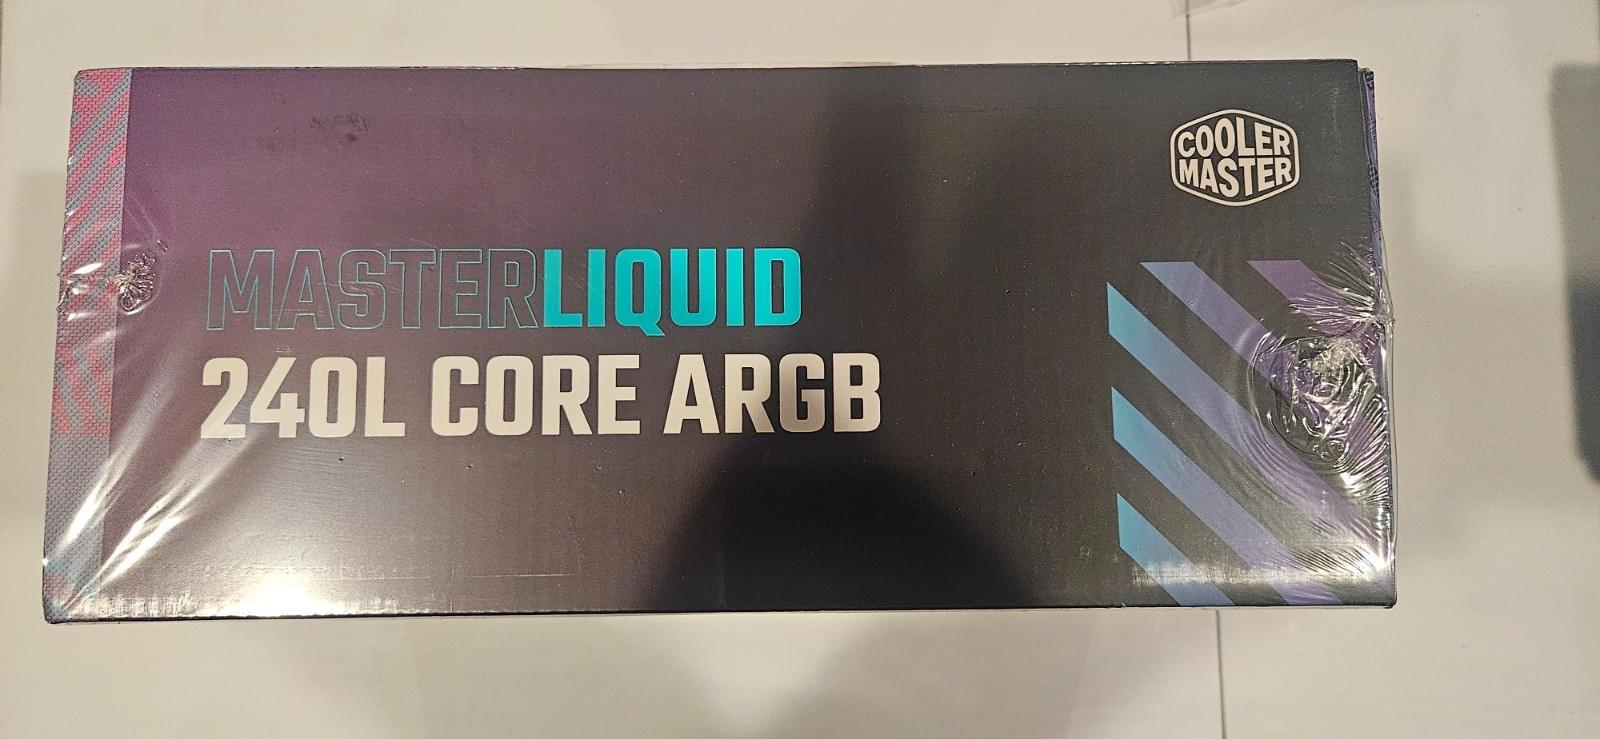 COOLER
MASTER
MASTERLIQUID
240L CORE ARGB